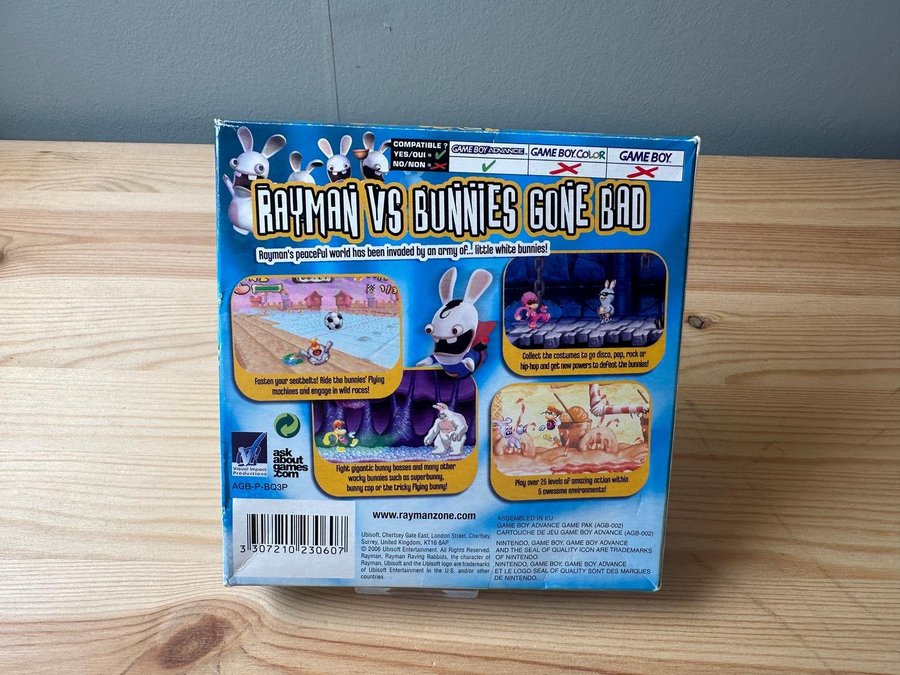 COMPATIBLE ?
YES/OUI =
NO/NON =
GAME BOY ADVANCE
GAME BOY COLOR
GAME BOY
RAYMAN VS BUNNIES GONE BAD
Rayman's peaceful world has been invaded by an army of... little white bunnies!
Fasten your seatbelts! Ride the bunnies' flying
machines and engage in wild races!
Collect the costumes to go disco, pop, rock or
hip-hop and get new powers to defeat the bunnies!
Fight gigantic bunny bosses and many other
wacky bunnies such as superbunny,
bunny cop or the tricky flying bunny!
Play over 25 levels of amazing action within
5 awesome environments!
Visual Impact
Productions
ask
about
games
.com
AGB-P-BQ3P
www.raymanzone.com
3 307210 230607
Ubisoft, Chertsey Gate East, London Street, Chertsey,
Surrey, United Kingdom, KT16 8AP
© 2006 Ubisoft Entertainment. All Rights Reserved.
Rayman, Rayman Raving Rabbids, the character of
Rayman, Ubisoft and the Ubisoft logo are trademarks
of Ubisoft Entertainment in the U.S. and/or other
countries.
ASSEMBLED IN EU
GAME BOY ADVANCE GAME PAK (AGB-002)
CARTOUCHE DE JEU GAME BOY ADVANCE (AGB-002)
NINTENDO, GAME BOY, GAME BOY ADVANCE
AND THE SEAL OF QUALITY ICON ARE TRADEMARKS
OF NINTENDO.
NINTENDO, GAME BOY, GAME BOY ADVANCE
ET LE LOGO SEAL OF QUALITY SONT DES MARQUES
DE NINTENDO.